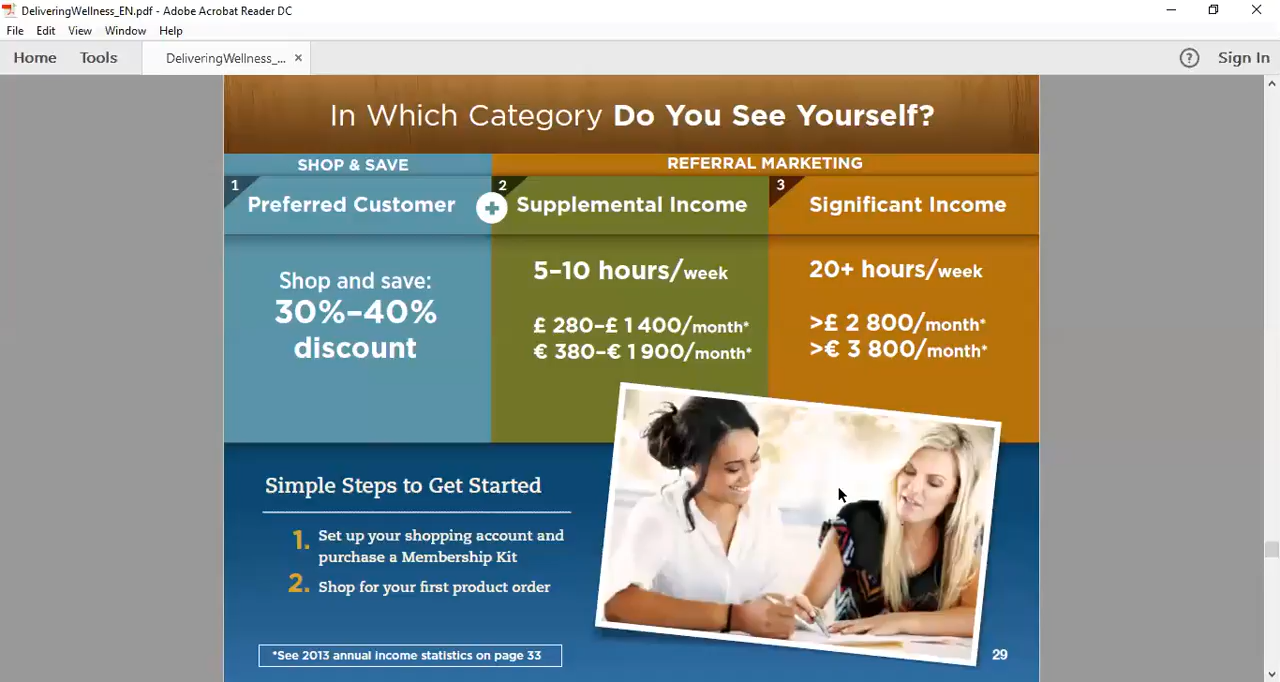 DeliveringWellness_EN.pdf - Adobe Acrobat Reader DC
File Edit View Window Help
Home Tools DeliveringWellness_... × ? Sign In
In Which Category Do You See Yourself?
SHOP & SAVE
REFERRAL MARKETING
1
Preferred Customer
+
2
Supplemental Income
3
Significant Income
Shop and save:
30%–40%
discount
5–10 hours/week
£ 280–£ 1 400/month*
€ 380–€ 1 900/month*
20+ hours/week
>£ 2 800/month*
>€ 3 800/month*
Simple Steps to Get Started
1. Set up your shopping account and
purchase a Membership Kit
2. Shop for your first product order
*See 2013 annual income statistics on page 33
29